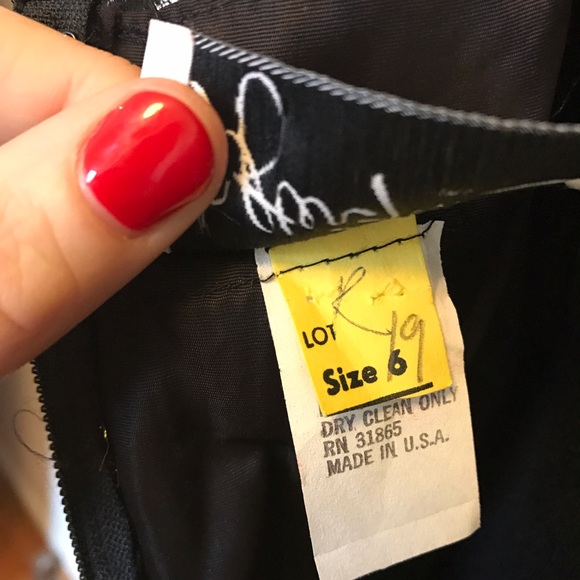 R
LOT 19
Size 6
DRY CLEAN ONLY
RN 31865
MADE IN U.S.A.